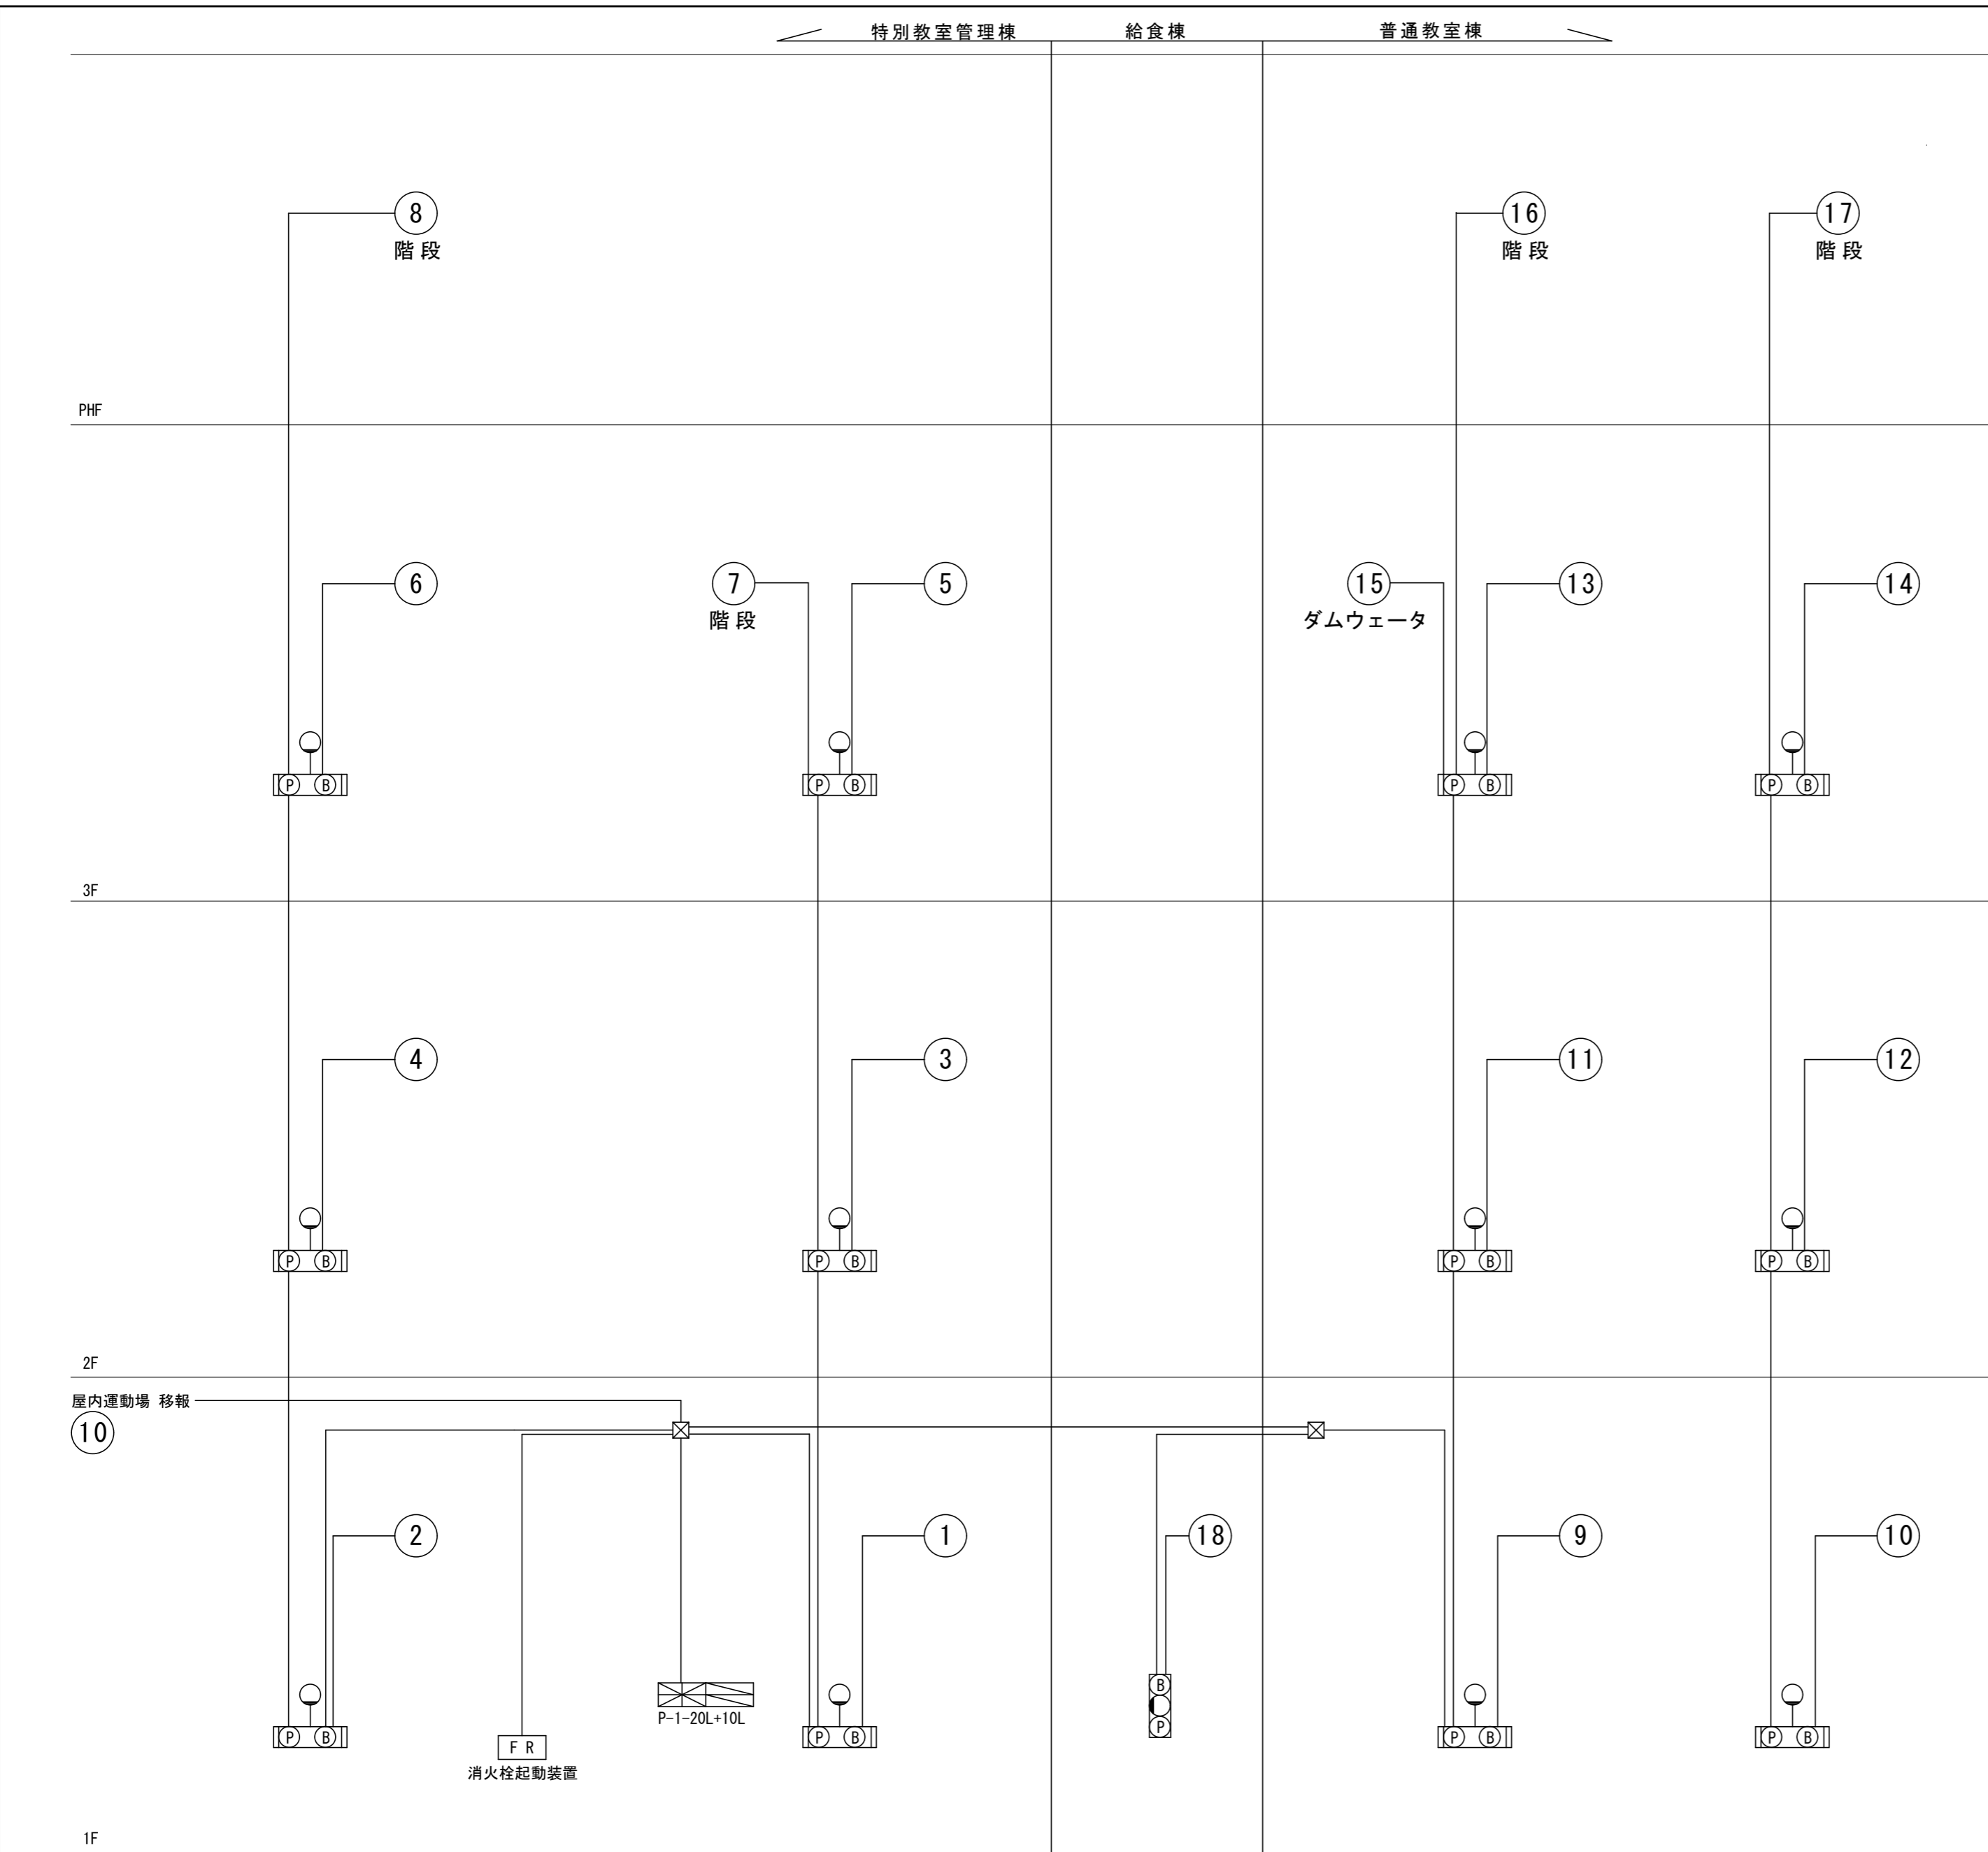 特別教室管理棟 給食棟 普通教室棟
8 16 17
階段 階段 階段
PHF
6 7 5 15 13 14
階段 ダムウェータ
P B P B P B P B
3F
4 3 11 12
P B P B P B P B
2F
屋内運動場 移報
10
2 1 18 9 10
B
P
P-1-20L+10L
P B F R P B P B P B
消火栓起動装置
1F